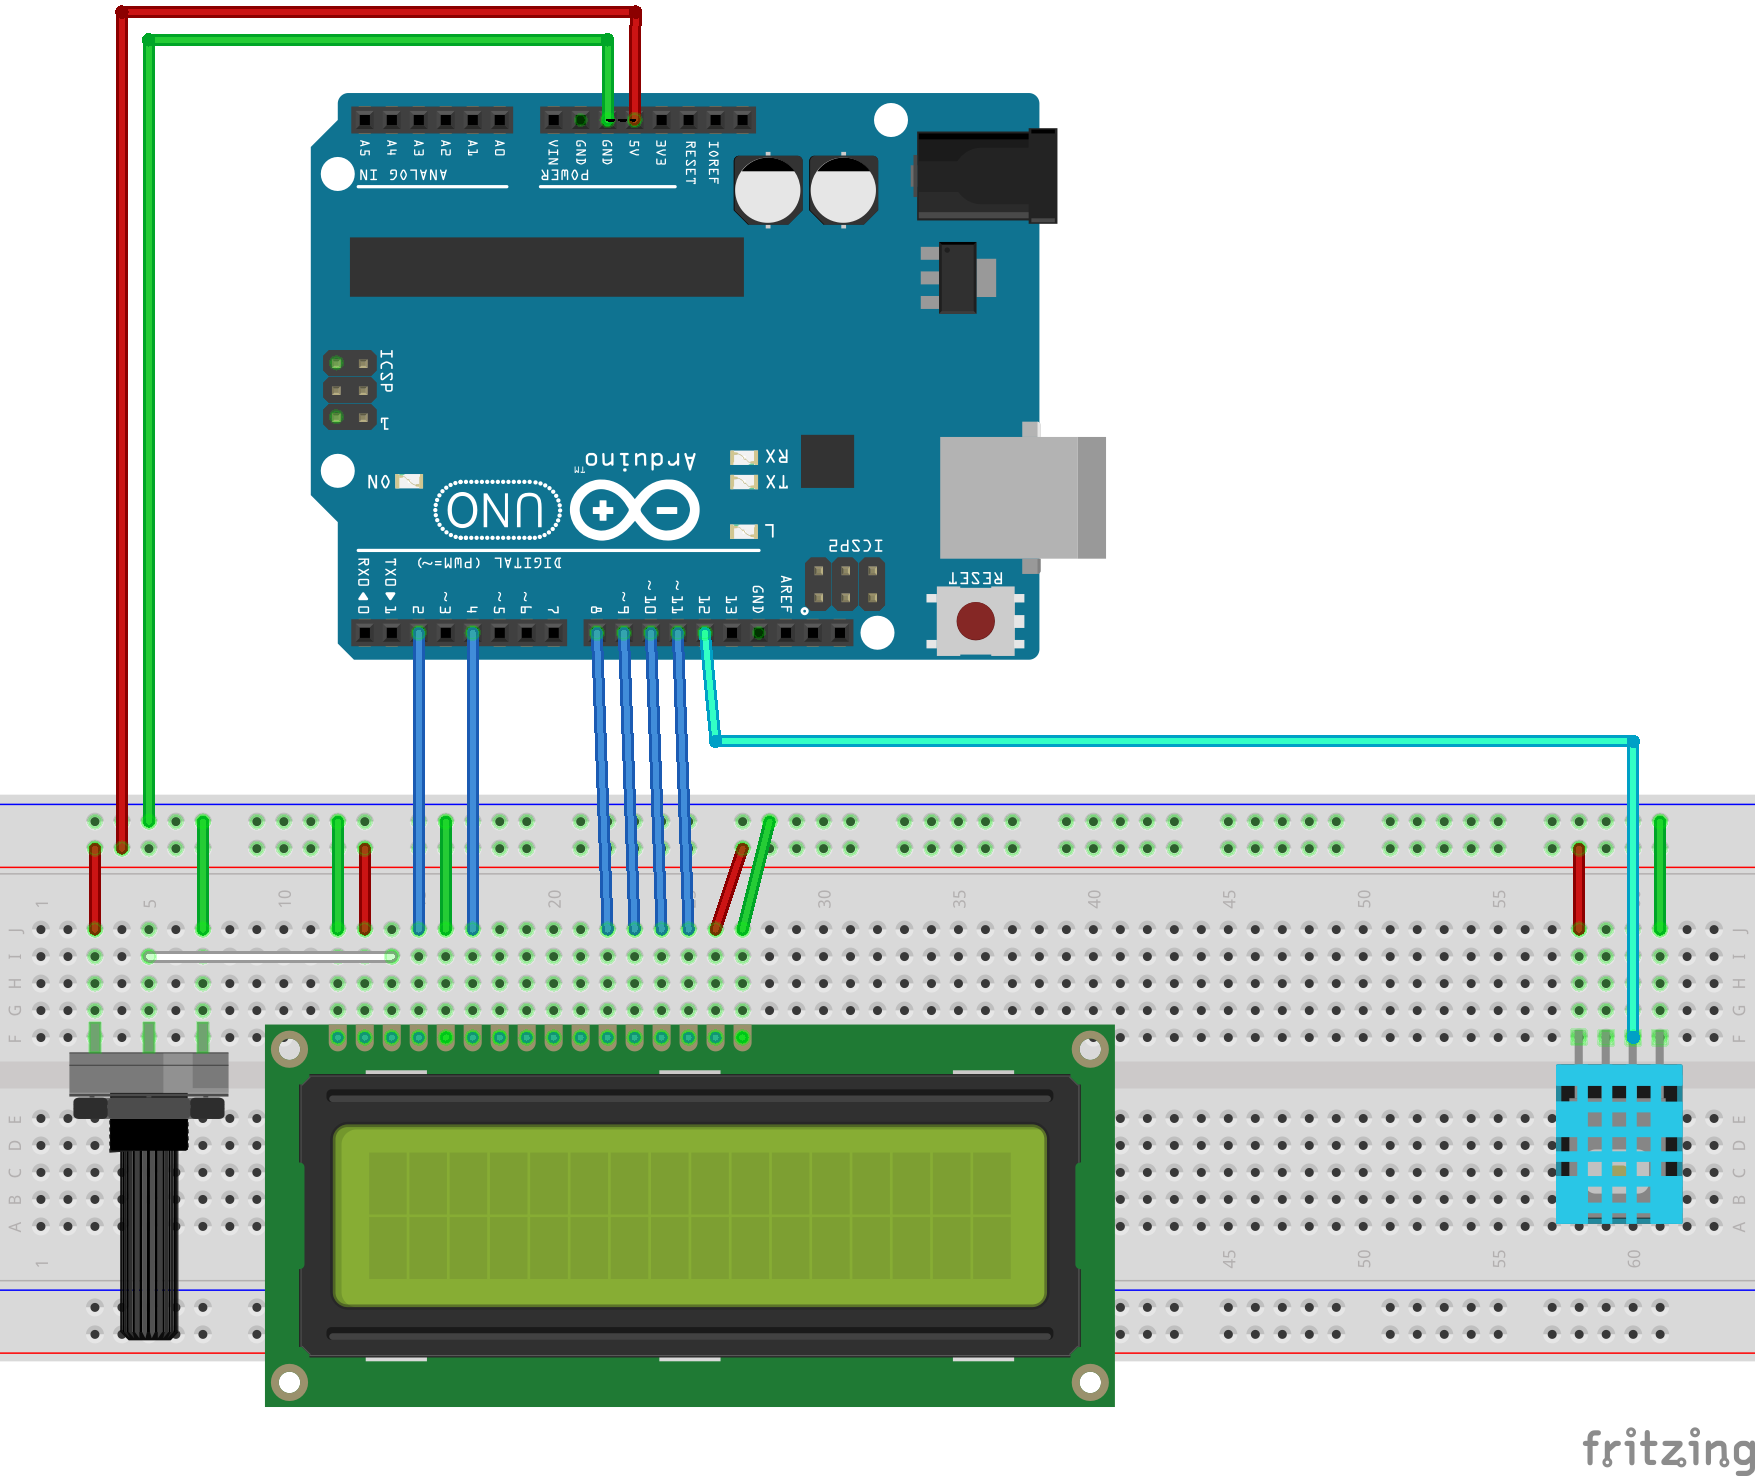 A5 A4 A3 A2 A1 A0
VIN GND GND 5V 3V3 RESET IOREF
ANALOG IN
POWER
ICSP
1
Arduino
TM
UNO
ON
RX
TX
L
ICSP2
RESET
DIGITAL (PWM=~)
RX0 TX0 AREF GND
0 1 2 ~3 4 ~5 ~6 7 8 ~9 ~10 ~11 12 13
1 5 10 20 30 35 40 45 50 55
J J
I I
H H
G G
F F
E E
D D
C C
B B
A A
1 45 50 55 60
fritzing